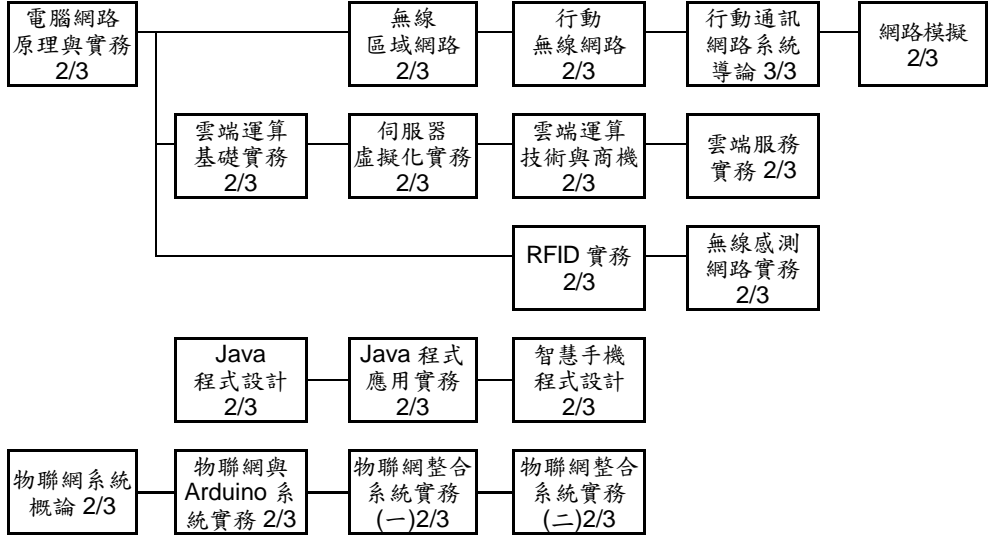 電腦網路
原理與實務
2/3
無線
區域網路
2/3
行動
無線網路
2/3
行動通訊
網路系統
導論 3/3
網路模擬
2/3
雲端運算
基礎實務
2/3
伺服器
虛擬化實務
2/3
雲端運算
技術與商機
2/3
雲端服務
實務 2/3
RFID 實務
2/3
無線感測
網路實務
2/3
Java
程式設計
2/3
Java 程式
應用實務
2/3
智慧手機
程式設計
2/3
物聯網系統
概論 2/3
物聯網與
Arduino 系
統實務 2/3
物聯網整合
系統實務
(一)2/3
物聯網整合
系統實務
(二)2/3